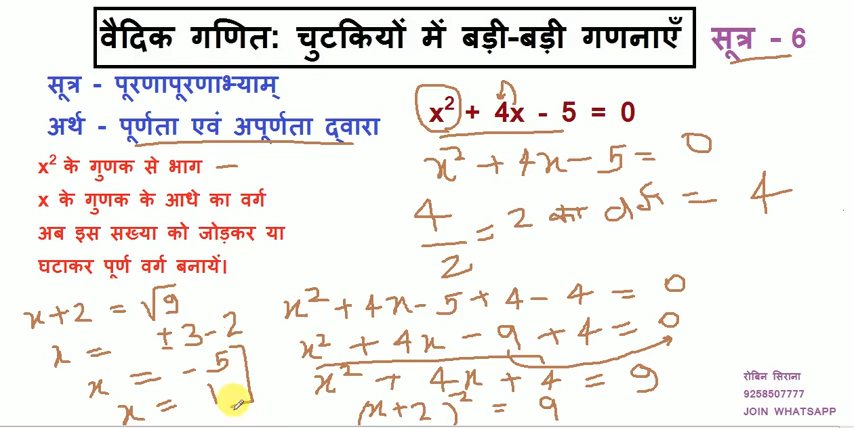 वैदिक गणित: चुटकियों में बड़ी-बड़ी गणनाएँ
सूत्र - 6
सूत्र - पूरणापूरणाभ्याम्
अर्थ - पूर्णता एवं अपूर्णता द्वारा
x² के गुणक से भाग
x के गुणक के आधे का वर्ग
अब इस सख्या को जोड़कर या
घटाकर पूर्ण वर्ग बनायें।
x² + 4x - 5 = 0
x² + 4x - 5 = 0
4/2 = 2 का वर्ग = 4
x² + 4x - 5 + 4 - 4 = 0
x² + 4x - 9 + 4 = 0
x² + 4x + 4 = 9
(x+2)² = 9
x+2 = √9
x = ±3-2
x = -5
x = 1
रोबिन सिराना
9258507777
JOIN WHATSAPP